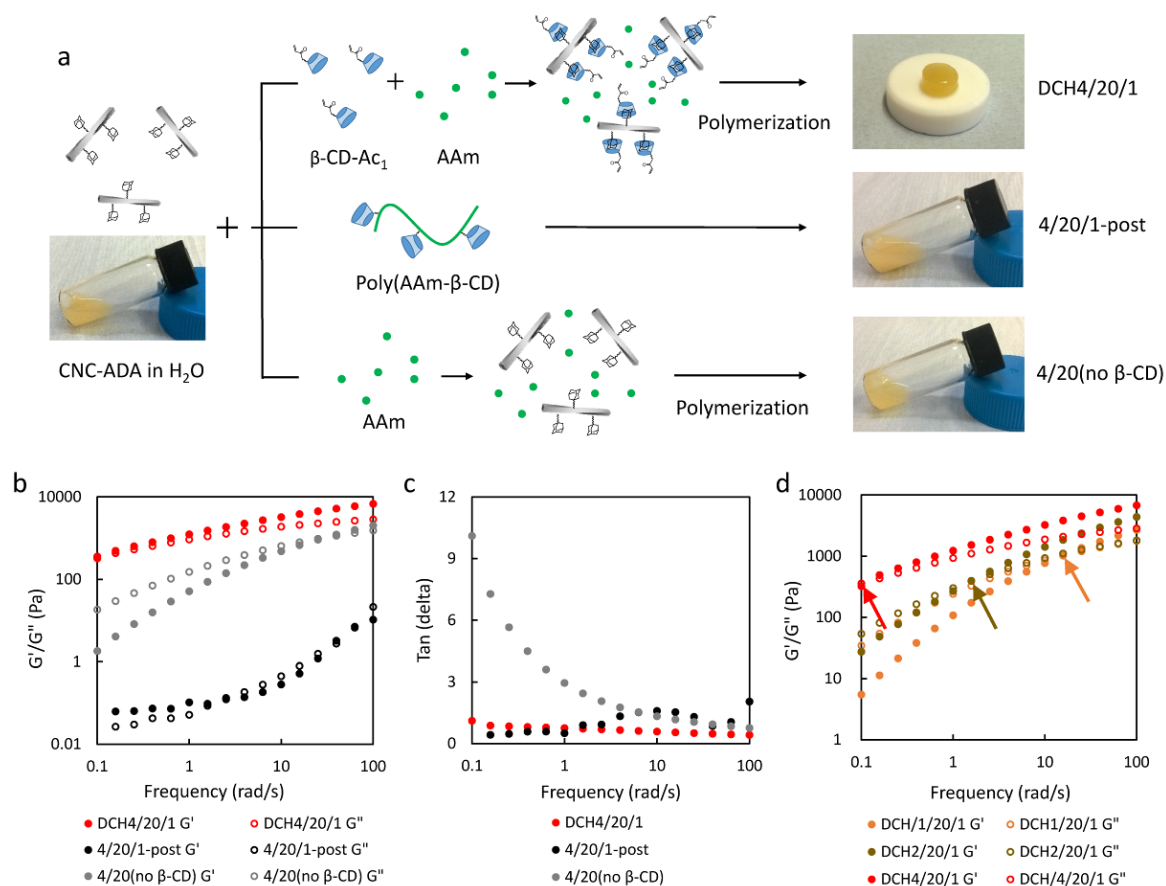 a
β-CD-Ac₁
+
AAm
Polymerization
DCH4/20/1
+
Poly(AAm-β-CD)
4/20/1-post
CNC-ADA in H₂O
AAm
Polymerization
4/20(no β-CD)
b
G'/G" (Pa)
10000
100
1
0.01
0.1 1 10 100
Frequency (rad/s)
DCH4/20/1 G' DCH4/20/1 G"
4/20/1-post G' 4/20/1-post G"
4/20(no β-CD) G' 4/20(no β-CD) G"
c
Tan (delta)
12
9
6
3
0
0.1 1 10 100
Frequency (rad/s)
DCH4/20/1
4/20/1-post
4/20(no β-CD)
d
G'/G" (Pa)
10000
1000
100
10
1
0.1 1 10 100
Frequency (rad/s)
DCH/1/20/1 G' DCH1/20/1 G"
DCH2/20/1 G' DCH2/20/1 G"
DCH4/20/1 G' DCH/4/20/1 G"